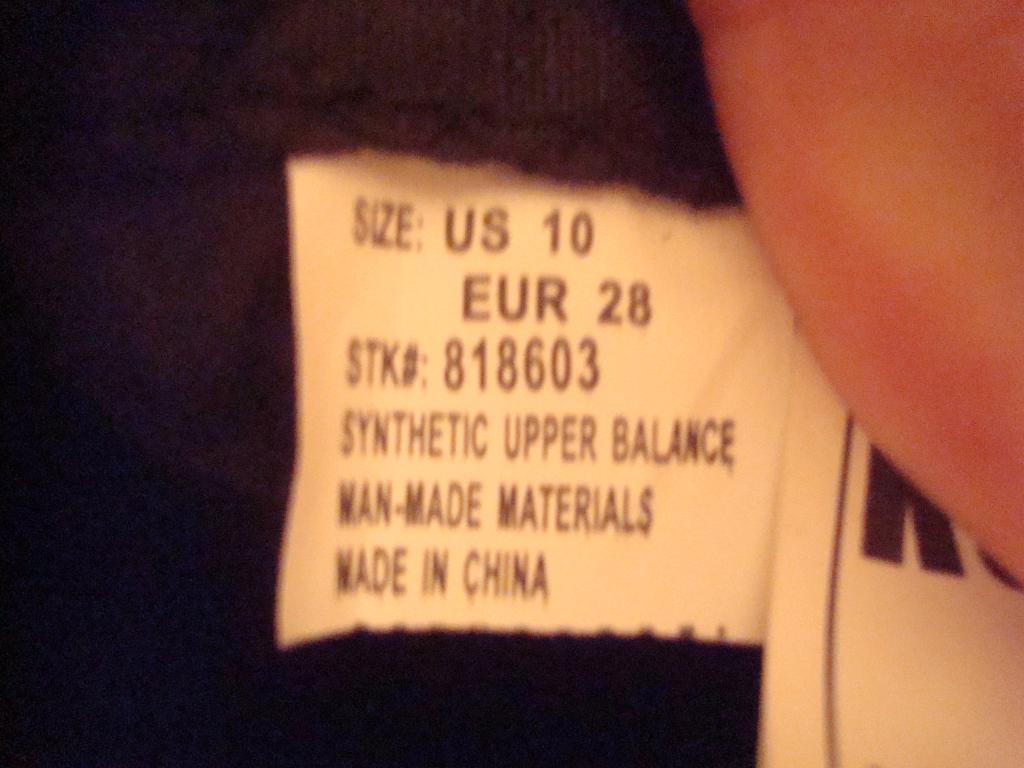 SIZE: US 10
EUR 28
STK#: 818603
SYNTHETIC UPPER BALANCE
MAN-MADE MATERIALS
MADE IN CHINA